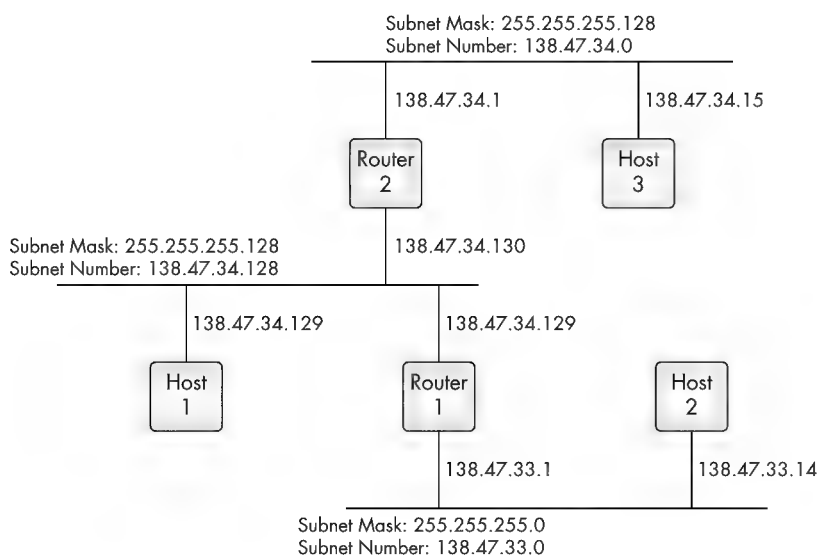 Subnet Mask: 255.255.255.128
Subnet Number: 138.47.34.0
138.47.34.1
138.47.34.15
Router
2
Host
3
Subnet Mask: 255.255.255.128
Subnet Number: 138.47.34.128
138.47.34.130
138.47.34.129
138.47.34.129
Host
1
Router
1
Host
2
138.47.33.1
138.47.33.14
Subnet Mask: 255.255.255.0
Subnet Number: 138.47.33.0